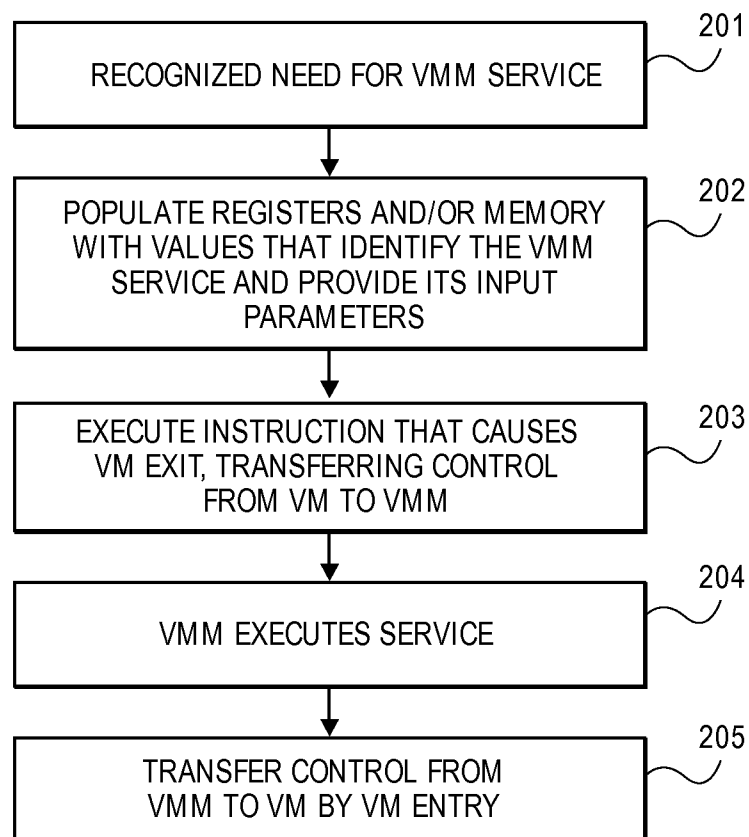 201
RECOGNIZED NEED FOR VMM SERVICE
202
POPULATE REGISTERS AND/OR MEMORY
WITH VALUES THAT IDENTIFY THE VMM
SERVICE AND PROVIDE ITS INPUT
PARAMETERS
203
EXECUTE INSTRUCTION THAT CAUSES
VM EXIT, TRANSFERRING CONTROL
FROM VM TO VMM
204
VMM EXECUTES SERVICE
205
TRANSFER CONTROL FROM
VMM TO VM BY VM ENTRY